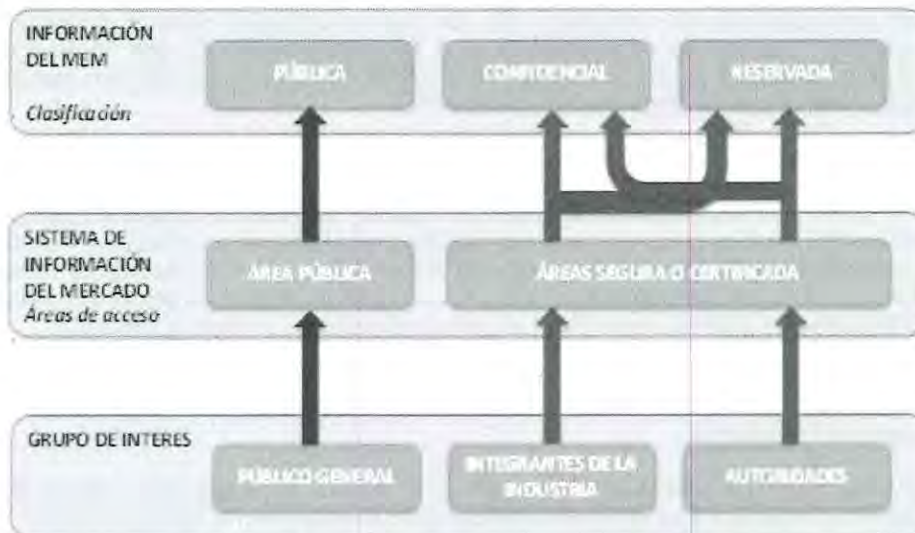 INFORMACIÓN
DEL MEM
Clasificación
PÚBLICA
CONFIDENCIAL
RESERVADA
SISTEMA DE
INFORMACIÓN
DEL MERCADO
Áreas de acceso
ÁREA PÚBLICA
ÁREAS SEGURA O CERTIFICADA
GRUPO DE INTERES
PÚBLICO GENERAL
INTEGRANTES DE LA
INDUSTRIA
AUTORIDADES